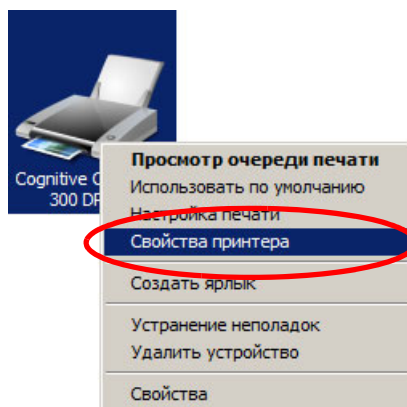 Cognitive
300
Просмотр очереди печати
Использовать по умолчанию
Настройка печати
Свойства принтера
Создать ярлык
Устранение неполадок
Удалить устройство
Свойства